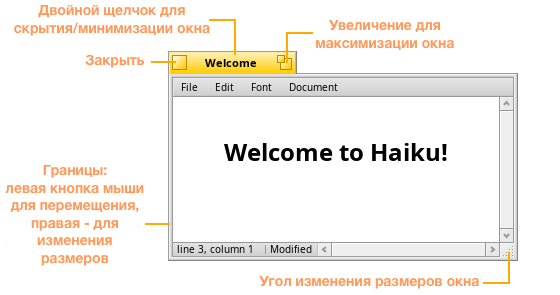 Двойной щелчок для
скрытия/минимизации окна
Увеличение для
максимизации окна
Закрыть
Welcome
File Edit Font Document
Welcome to Haiku!
Границы:
левая кнопка мыши
для перемещения,
правая - для
изменения
размеров
line 3, column 1 Modified
Угол изменения размеров окна